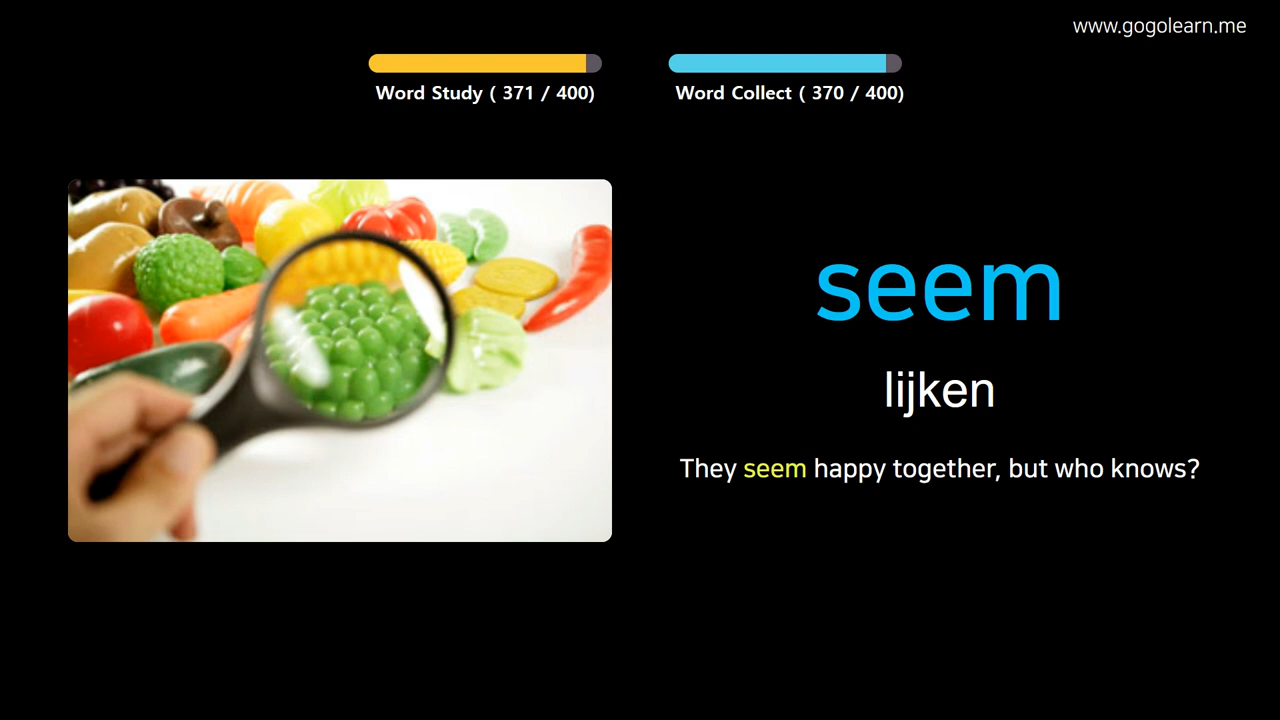 www.gogolearn.me
Word Study ( 371 / 400)
Word Collect ( 370 / 400)
seem
lijken
They seem happy together, but who knows?